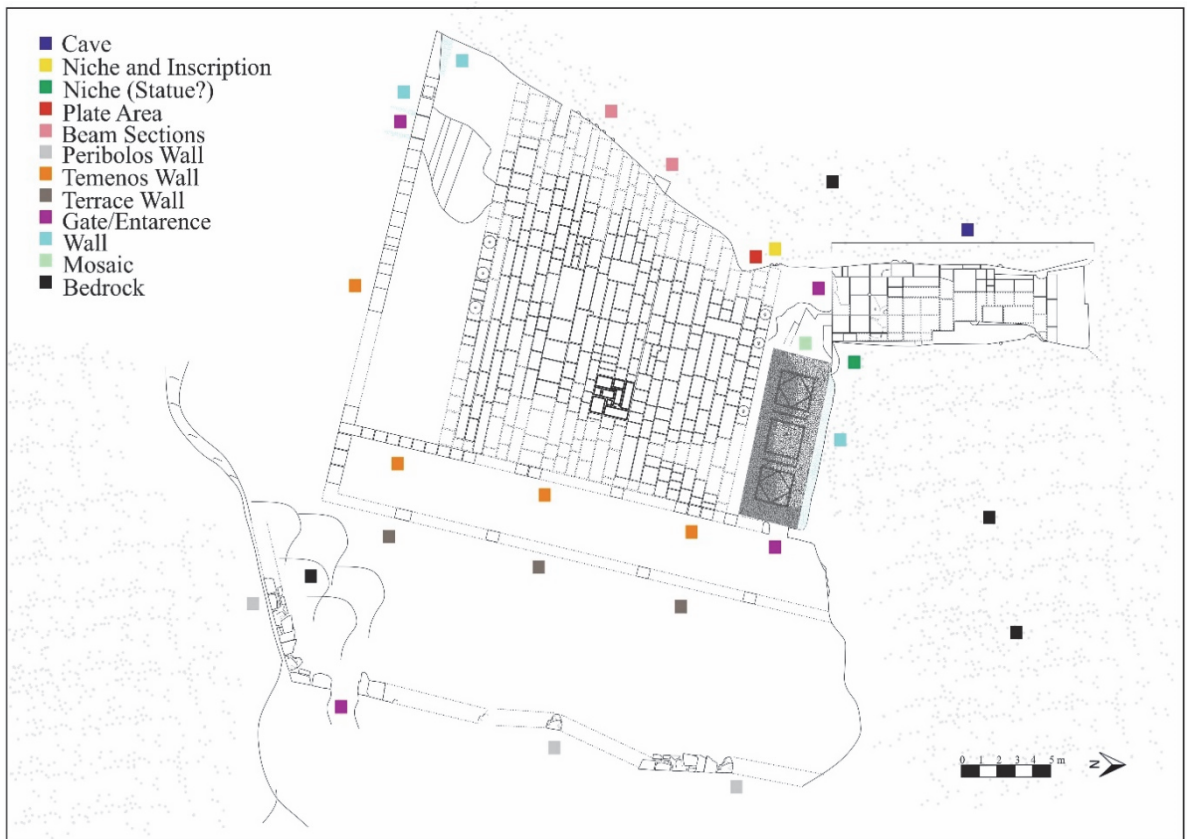 Cave
Niche and Inscription
Niche (Statue?)
Plate Area
Beam Sections
Peribolos Wall
Temenos Wall
Terrace Wall
Gate/Entarence
Wall
Mosaic
Bedrock
0 1 2 3 4 5 m
N